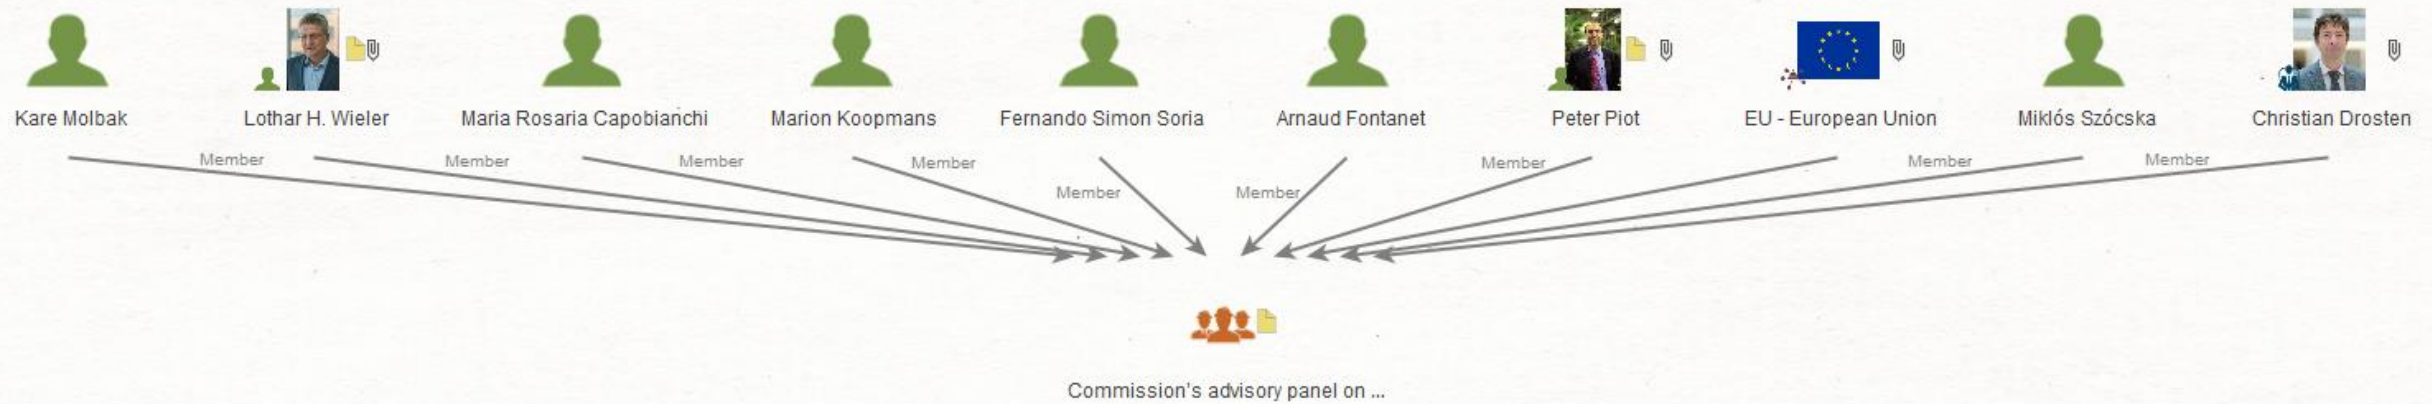 Kare Molbak
Lothar H. Wieler
Maria Rosaria Capobianchi
Marion Koopmans
Fernando Simon Soria
Arnaud Fontanet
Peter Piot
EU - European Union
Miklós Szócska
Christian Drosten
Member
Member
Member
Member
Member
Member
Member
Member
Member
Commission's advisory panel on ...